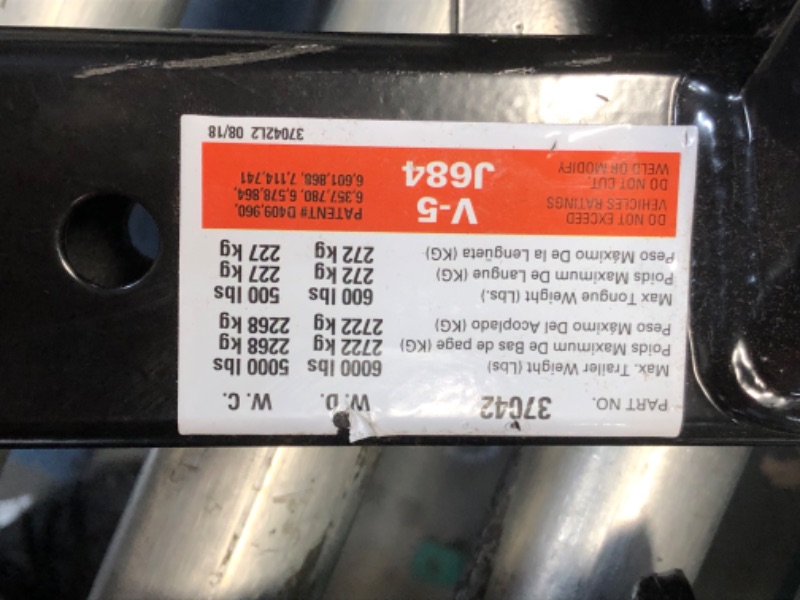 PART NO. 37042 W.D. W. C.
Max. Trailer Weight (Lbs) 6000 lbs 5000 lbs
Poids Maximum De Bas de page (KG) 2722 kg 2268 kg
Peso Máximo Del Acoplado (KG) 2722 kg 2268 kg
Max Tongue Weight (Lbs.) 600 lbs 500 lbs
Poids Maximum De Langue (KG) 272 kg 227 kg
Peso Máximo De la Lengüeta (KG) 272 kg 227 kg
DO NOT EXCEED
VEHICLES RATINGS
DO NOT CUT,
WELD OR MODIFY
V-5
J684
PATENT# D409,960,
6,357,780, 6,578,864,
6,601,868, 7,114,741
37042L2 08/18